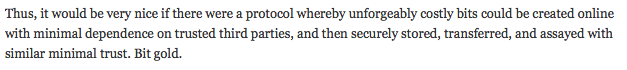 Thus, it would be very nice if there were a protocol whereby unforgeably costly bits could be created online
with minimal dependence on trusted third parties, and then securely stored, transferred, and assayed with
similar minimal trust. Bit gold.